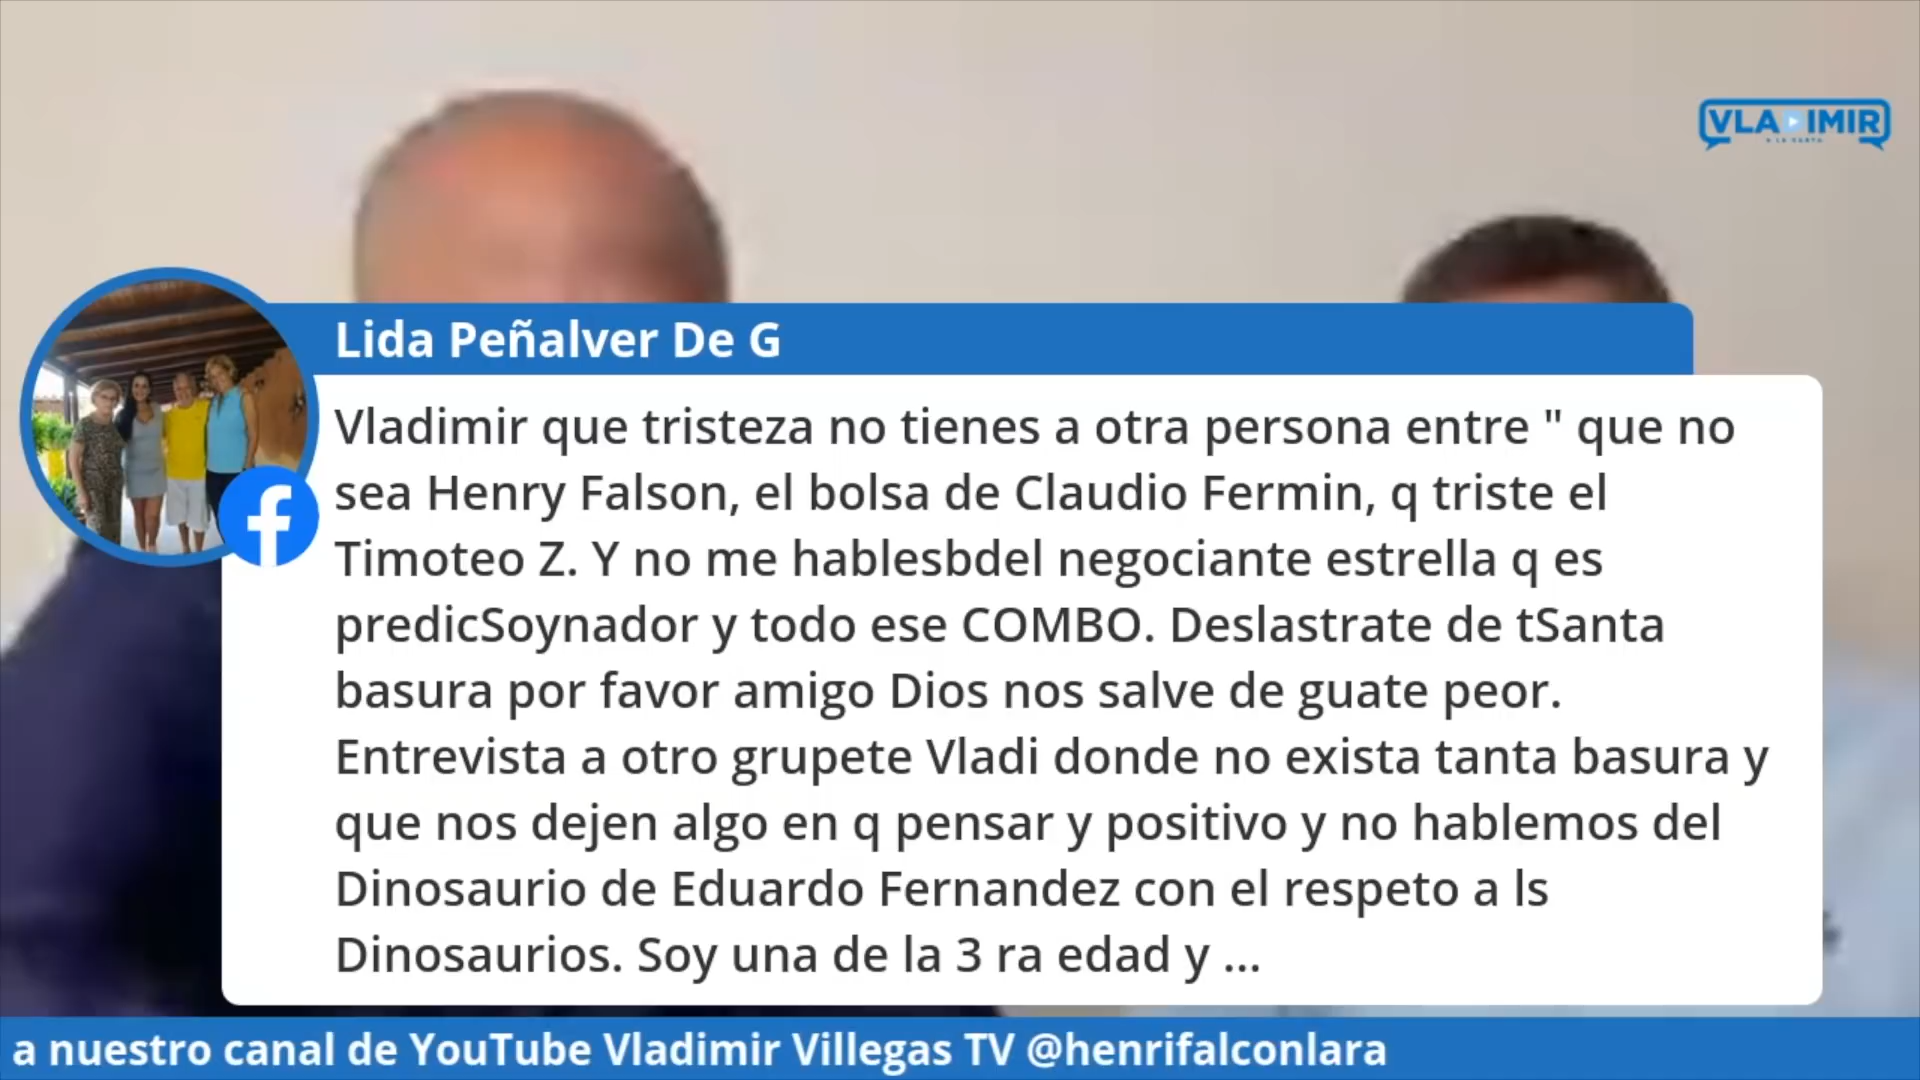 VLADIMIR
Lida Peñalver De G
Vladimir que tristeza no tienes a otra persona entre " que no
sea Henry Falson, el bolsa de Claudio Fermin, q triste el
Timoteo Z. Y no me hablesbdel negociante estrella q es
predicSoynador y todo ese COMBO. Deslastrate de tSanta
basura por favor amigo Dios nos salve de guate peor.
Entrevista a otro grupete Vladi donde no exista tanta basura y
que nos dejen algo en q pensar y positivo y no hablemos del
Dinosaurio de Eduardo Fernandez con el respeto a ls
Dinosaurios. Soy una de la 3 ra edad y ...
a nuestro canal de YouTube Vladimir Villegas TV @henrifalconlara